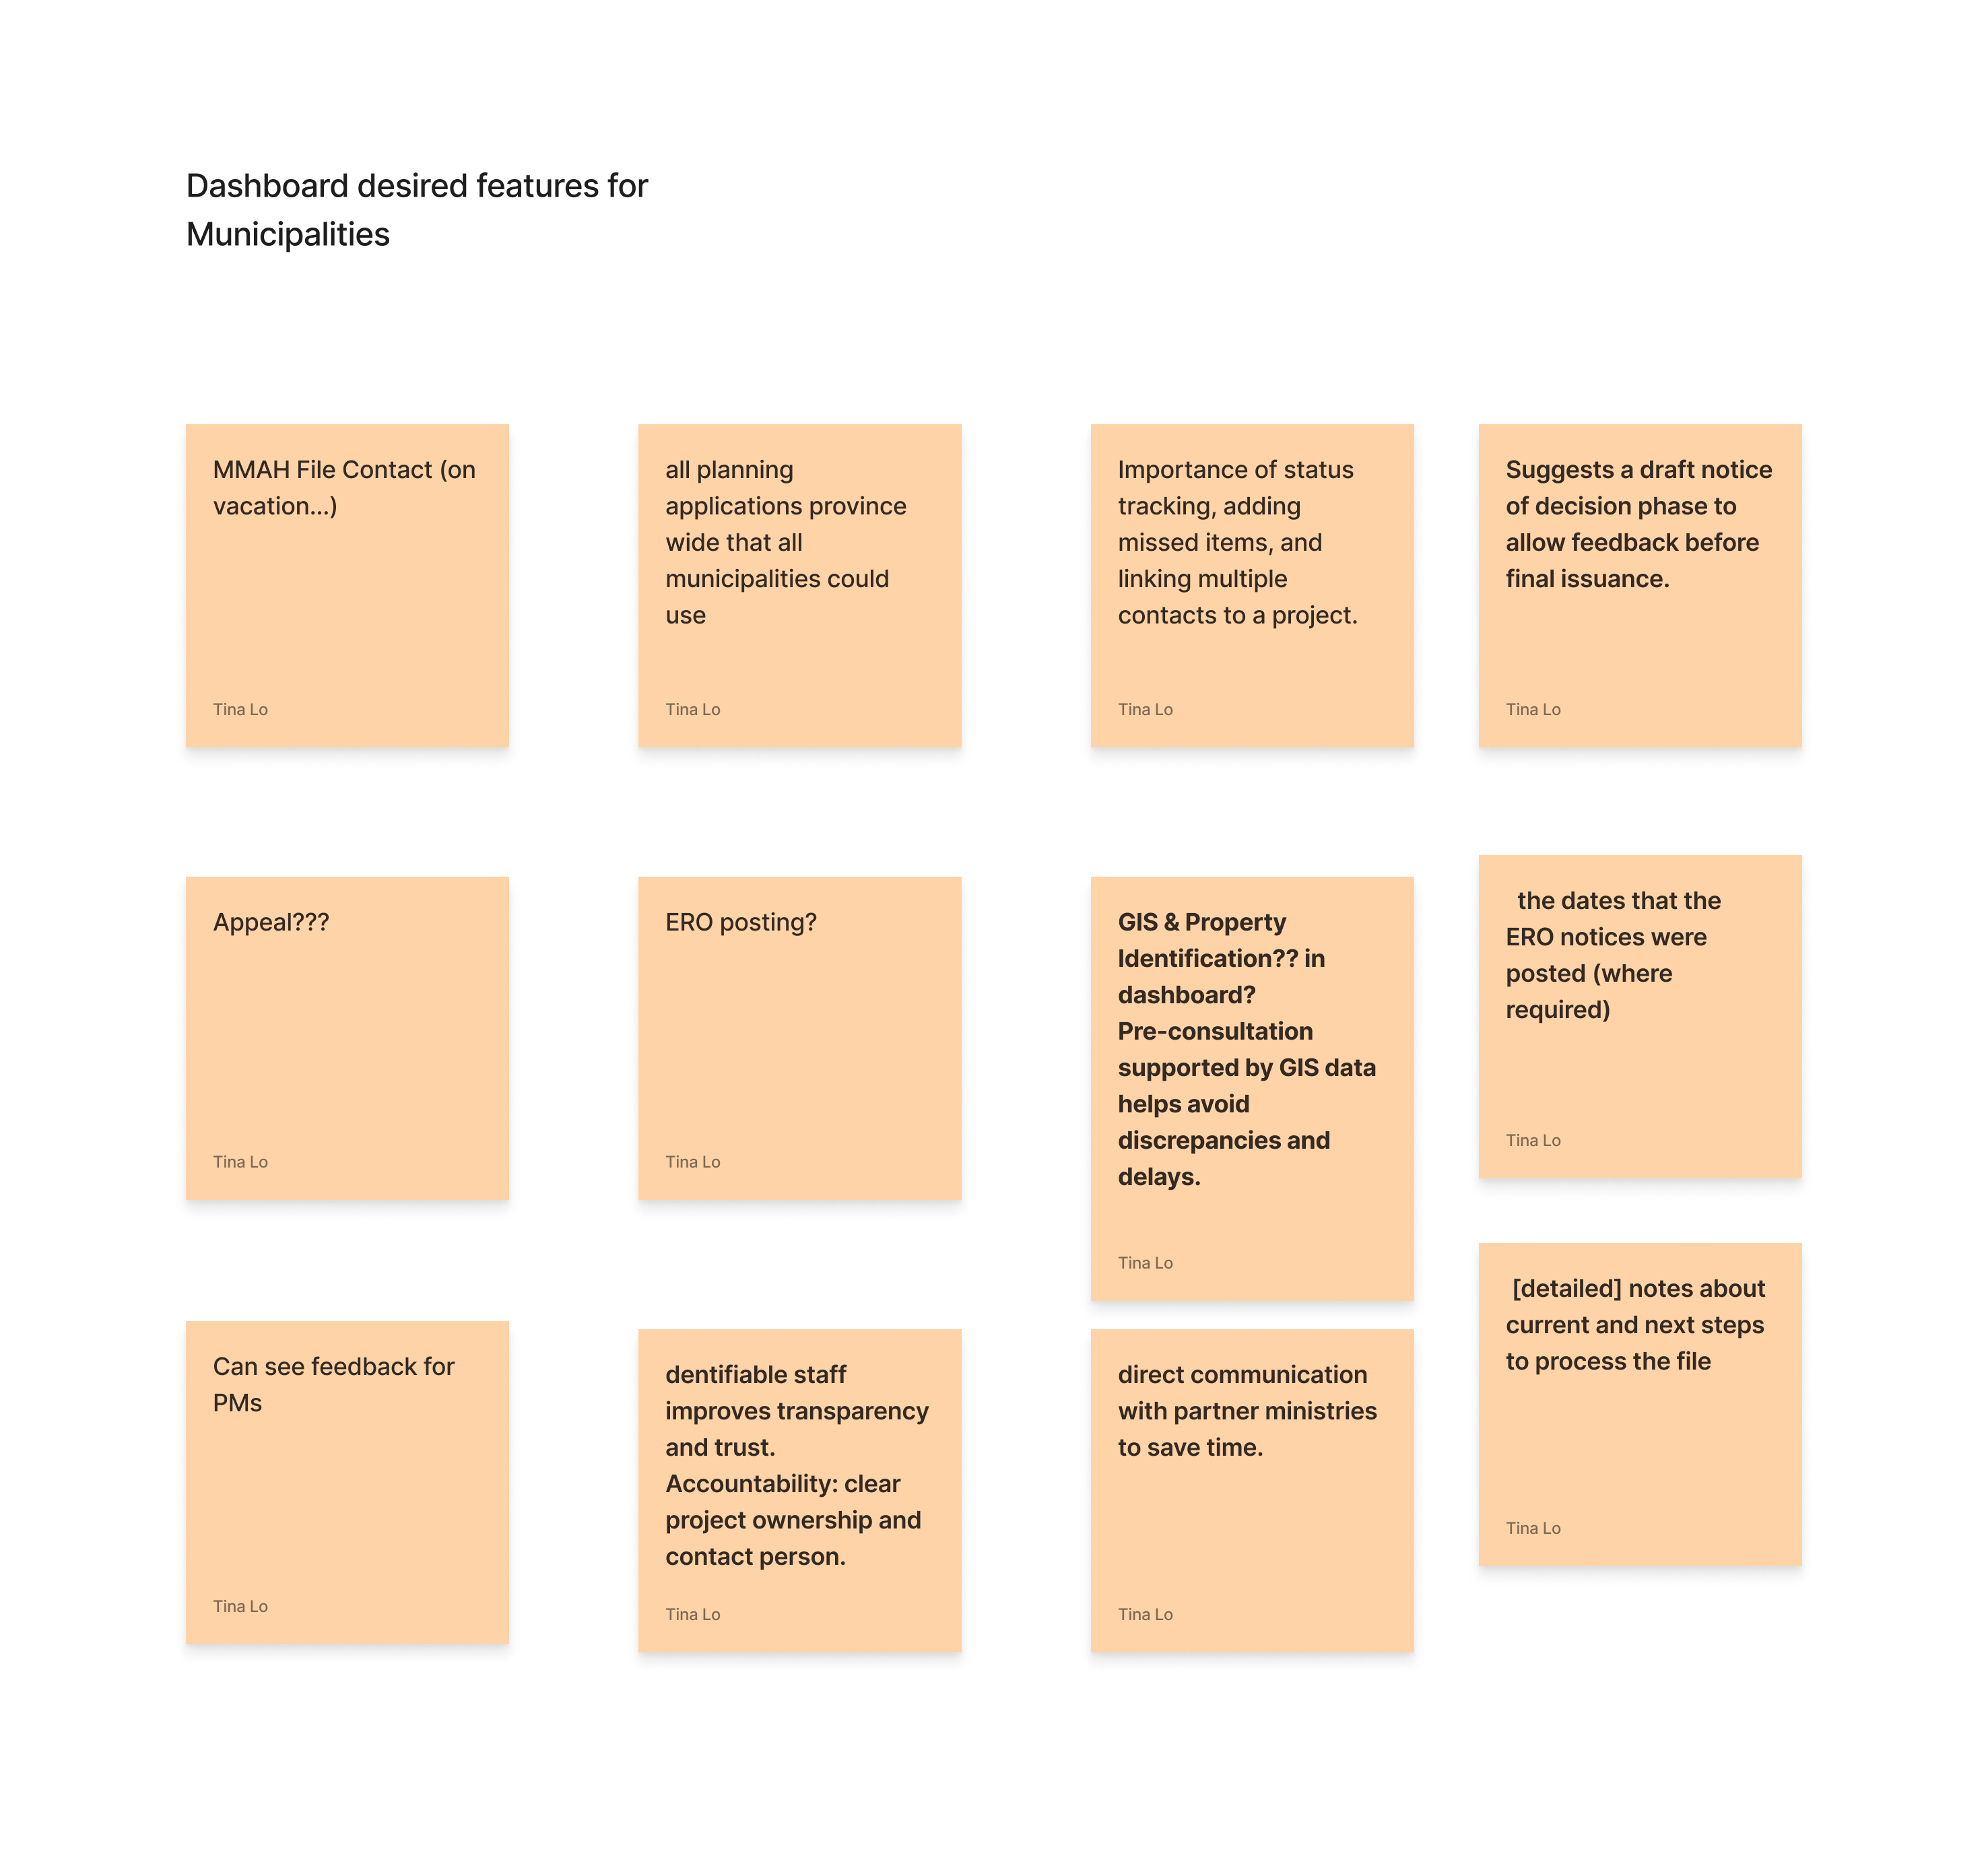 Dashboard desired features for
Municipalities
MMAH File Contact (on
vacation...)
Tina Lo
all planning
applications province
wide that all
municipalities could
use
Tina Lo
Importance of status
tracking, adding
missed items, and
linking multiple
contacts to a project.
Tina Lo
Suggests a draft notice
of decision phase to
allow feedback before
final issuance.
Tina Lo
Appeal???
Tina Lo
ERO posting?
Tina Lo
GIS & Property
Identification?? in
dashboard?
Pre-consultation
supported by GIS data
helps avoid
discrepancies and
delays.
Tina Lo
the dates that the
ERO notices were
posted (where
required)
Tina Lo
Can see feedback for
PMs
Tina Lo
dentifiable staff
improves transparency
and trust.
Accountability: clear
project ownership and
contact person.
Tina Lo
direct communication
with partner ministries
to save time.
Tina Lo
[detailed] notes about
current and next steps
to process the file
Tina Lo